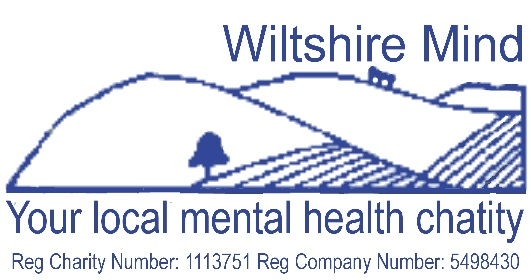 Wiltshire Mind
Your local mental health chatity
Reg Charity Number: 1113751 Reg Company Number: 5498430